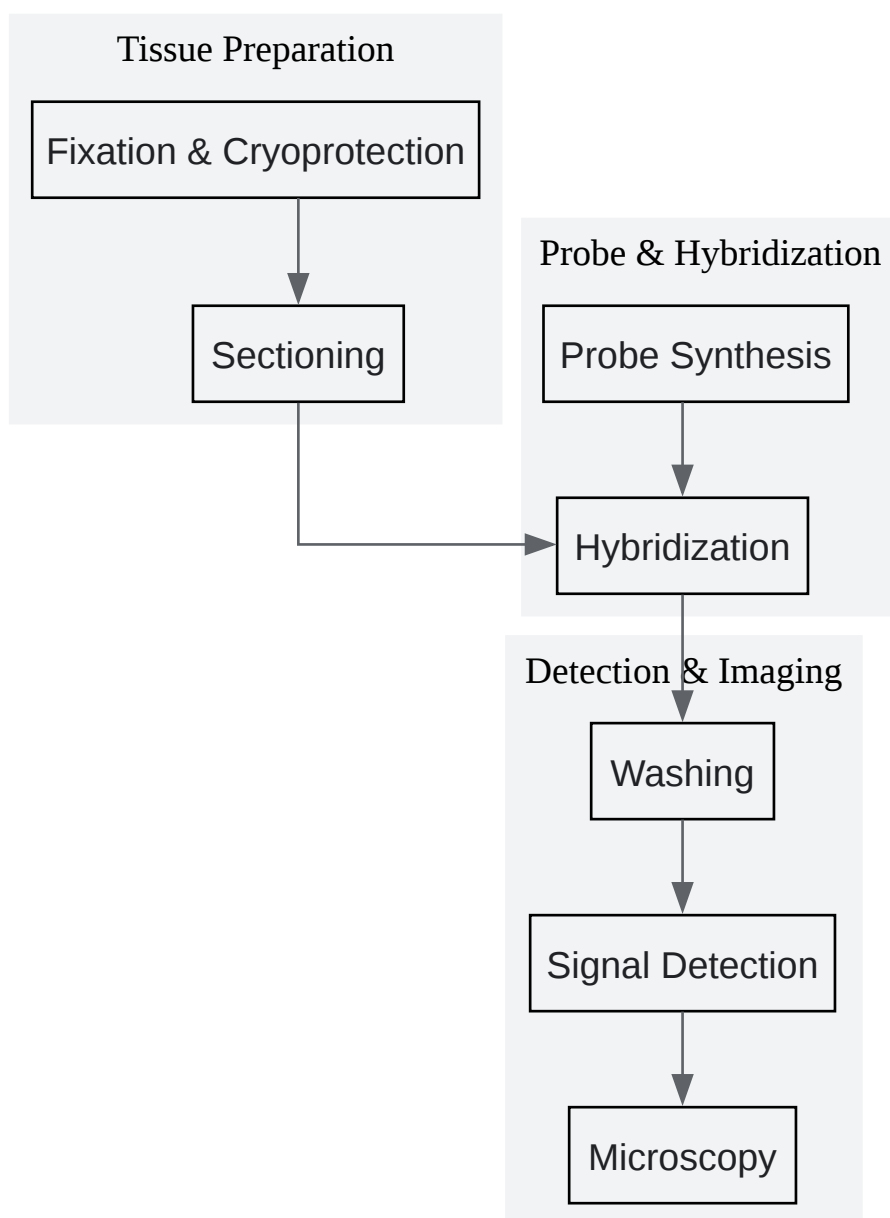 Tissue Preparation
Fixation & Cryoprotection
Sectioning
Probe & Hybridization
Probe Synthesis
Hybridization
Detection & Imaging
Washing
Signal Detection
Microscopy